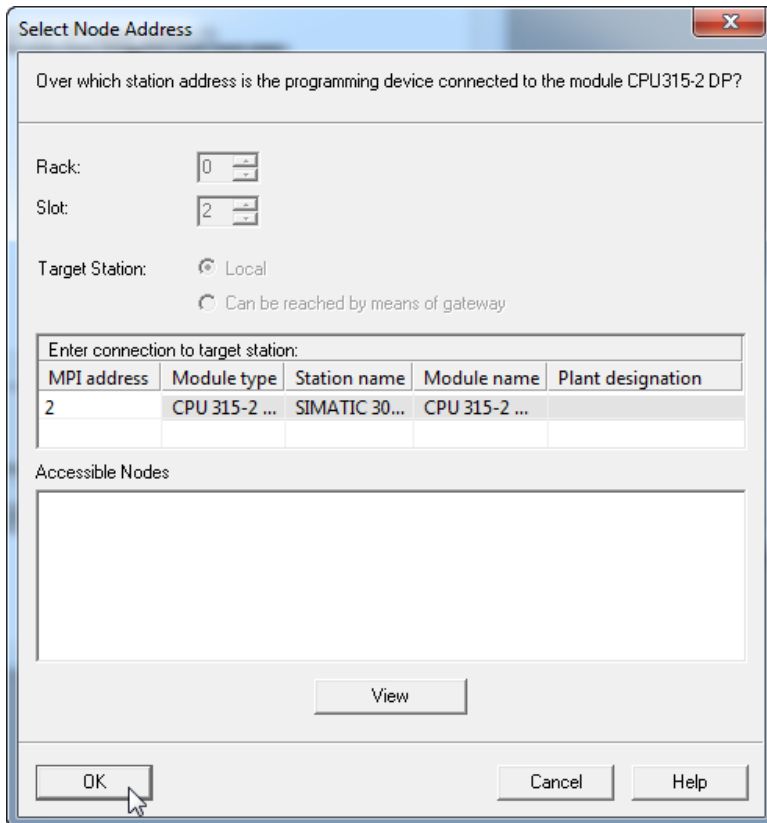 Select Node Address
Over which station address is the programming device connected to the module CPU315-2 DP?
Rack: 0
Slot: 2
Target Station: Local
Can be reached by means of gateway
Enter connection to target station:
MPI address Module type Station name Module name Plant designation
2 CPU 315-2 ... SIMATIC 30... CPU 315-2 ...
Accessible Nodes
View
OK Cancel Help